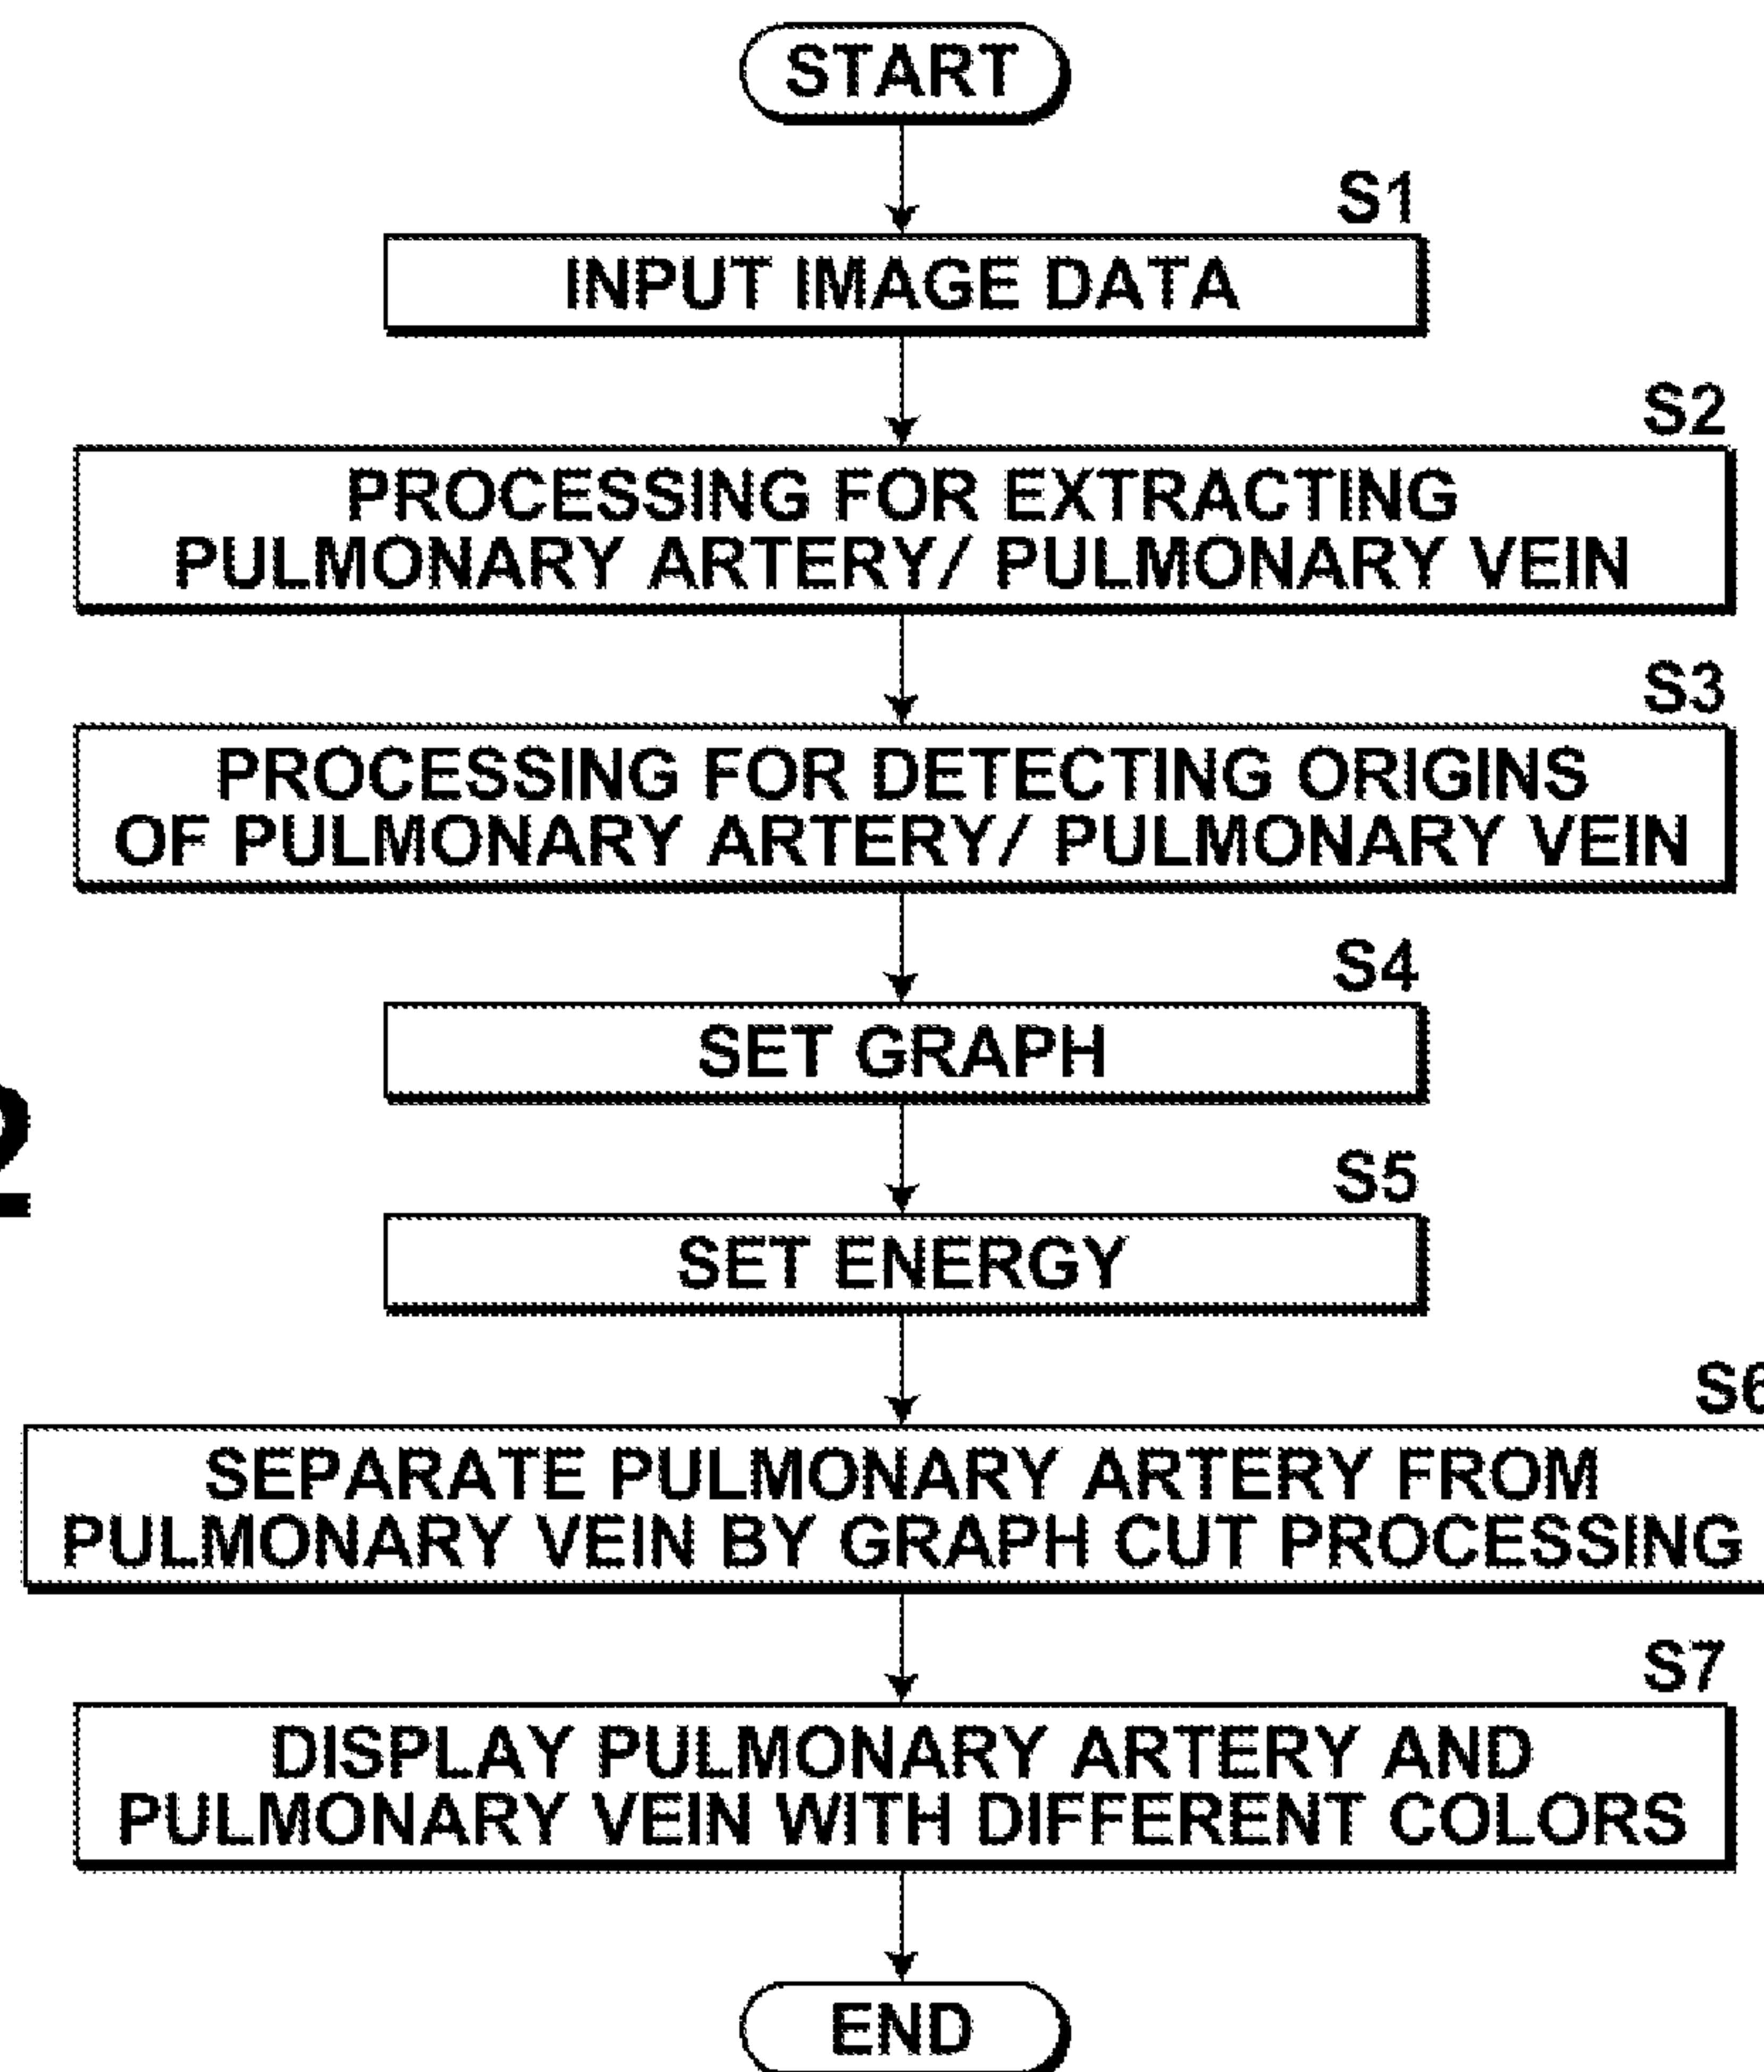 START
S1
INPUT IMAGE DATA
S2
PROCESSING FOR EXTRACTING
PULMONARY ARTERY/ PULMONARY VEIN
S3
PROCESSING FOR DETECTING ORIGINS
OF PULMONARY ARTERY/ PULMONARY VEIN
S4
SET GRAPH
2
S5
SET ENERGY
S6
SEPARATE PULMONARY ARTERY FROM
PULMONARY VEIN BY GRAPH CUT PROCESSING
S7
DISPLAY PULMONARY ARTERY AND
PULMONARY VEIN WITH DIFFERENT COLORS
END